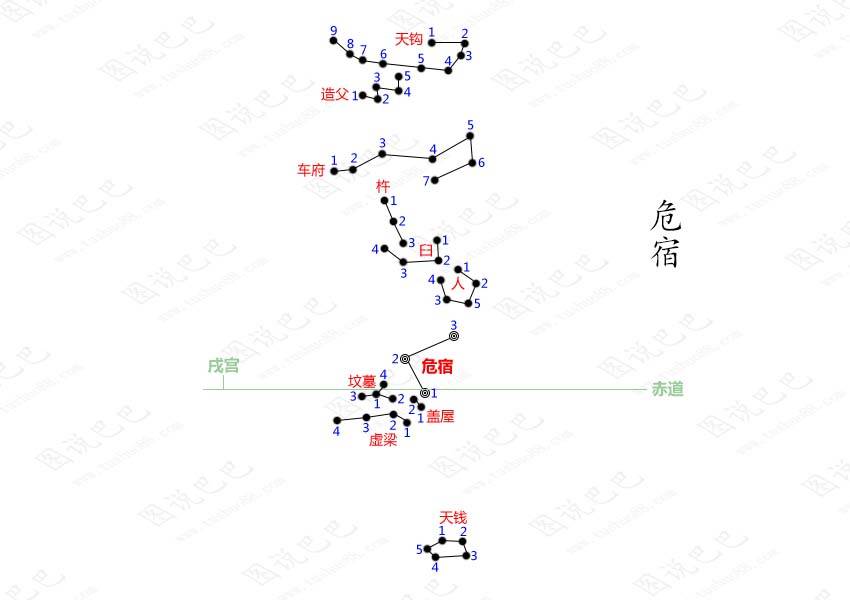 9 8 7 6 5 4 3 2 1 天钩
造父 1 2 3 4 5
车府 1 2 3 4 5 6 7
杵 1 2 3
臼 1 2 3 4
人 1 2 3 4 5
危宿
3 2 1 危宿
戌宫
赤道
坟墓 4 3 1 2
2 1 盖屋
4 3 2 1 虚梁
天钱
1 2 3 4 5
图说巴巴
www.tushuo88.com